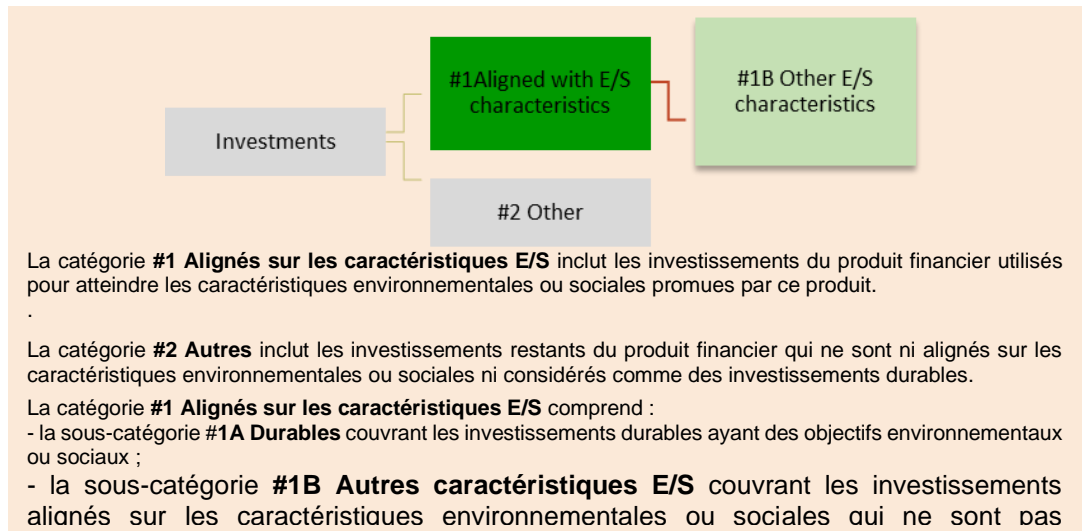 #1Aligned with E/S
characteristics
#1B Other E/S
characteristics
Investments
#2 Other
La catégorie #1 Alignés sur les caractéristiques E/S inclut les investissements du produit financier utilisés
pour atteindre les caractéristiques environnementales ou sociales promues par ce produit.
.
La catégorie #2 Autres inclut les investissements restants du produit financier qui ne sont ni alignés sur les
caractéristiques environnementales ou sociales ni considérés comme des investissements durables.
La catégorie #1 Alignés sur les caractéristiques E/S comprend :
- la sous-catégorie #1A Durables couvrant les investissements durables ayant des objectifs environnementaux
ou sociaux ;
- la sous-catégorie #1B Autres caractéristiques E/S couvrant les investissements
alignés sur les caractéristiques environnementales ou sociales qui ne sont pas